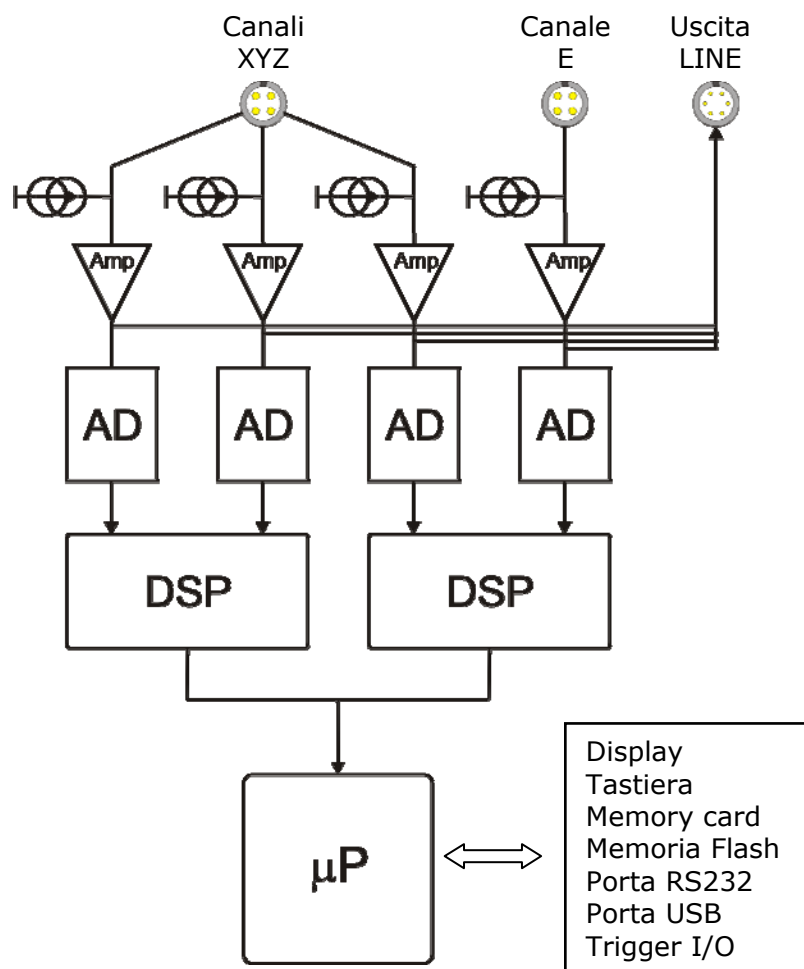 Canali
XYZ
Canale
E
Uscita
LINE
Amp
Amp
Amp
Amp
AD
AD
AD
AD
DSP
DSP
μP
Display
Tastiera
Memory card
Memoria Flash
Porta RS232
Porta USB
Trigger I/O